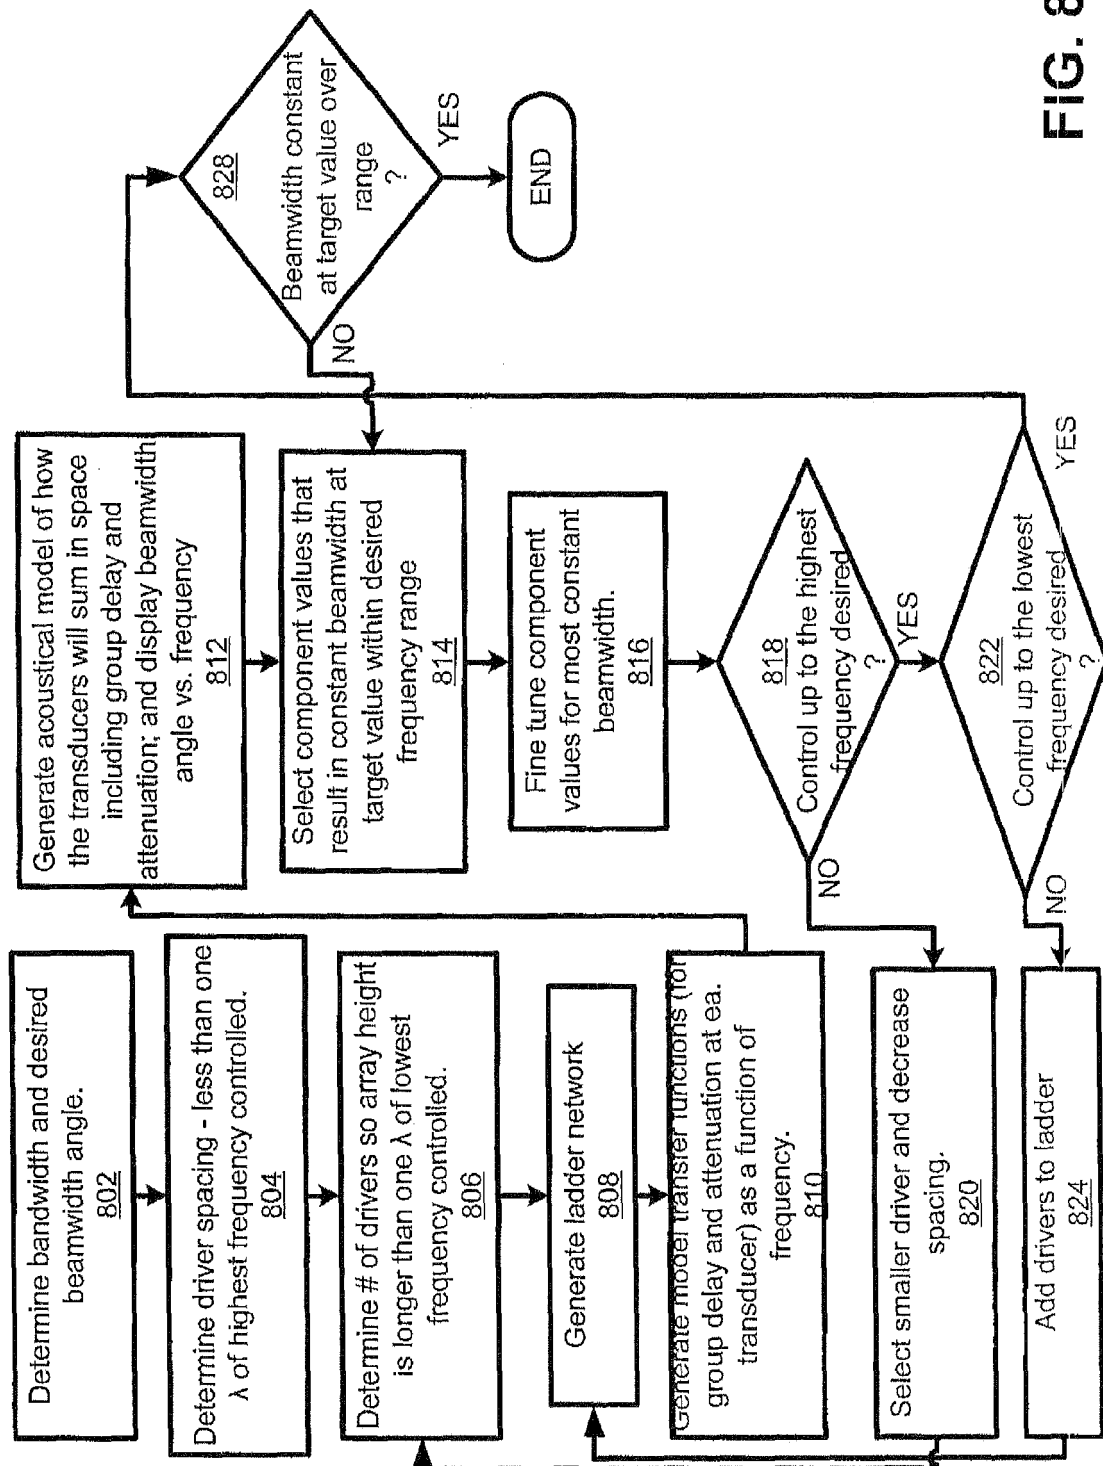 Determine bandwidth and desired
beamwidth angle.
802
Determine driver spacing - less than one
λ of highest frequency controlled.
804
Determine # of drivers so array height
is longer than one λ of lowest
frequency controlled.
806
Generate ladder network
808
Generate model transfer functions (for
group delay and attenuation at ea.
transducer) as a function of
frequency.
810
Generate acoustical model of how
the transducers will sum in space
including group delay and
attenuation; and display beamwidth
angle vs. frequency
812
Select component values that
result in constant beamwidth at
target value within desired
frequency range
814
Fine tune component
values for most constant
beamwidth.
816
818
Control up to the highest
frequency desired
?
NO
YES
Select smaller driver and decrease
spacing.
820
822
Control up to the lowest
frequency desired
?
NO
YES
Add drivers to ladder
824
828
Beamwidth constant
at target value over
range
?
NO
YES
END
FIG. 8